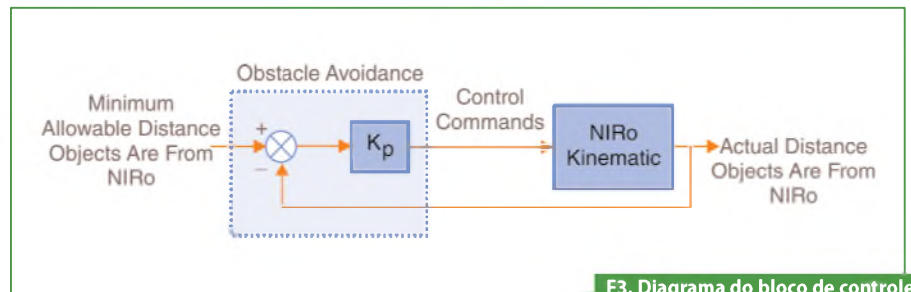 Obstacle Avoidance
Minimum
Allowable Distance
Objects Are From
NIRo
+
−
Kp
Control
Commands
NIRo
Kinematic
Actual Distance
Objects Are From
NIRo
F3. Diagrama do bloco de controle